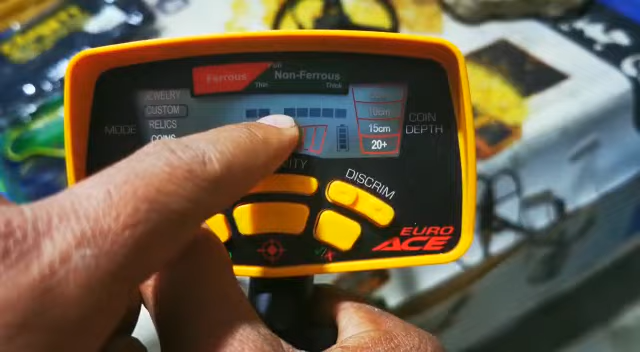 Ferrous
Non-Ferrous
Thin
Thick
JEWELRY
CUSTOM
RELICS
COINS
MODE
15cm
20+
COIN
DEPTH
DISCRIM
EURO
ACE